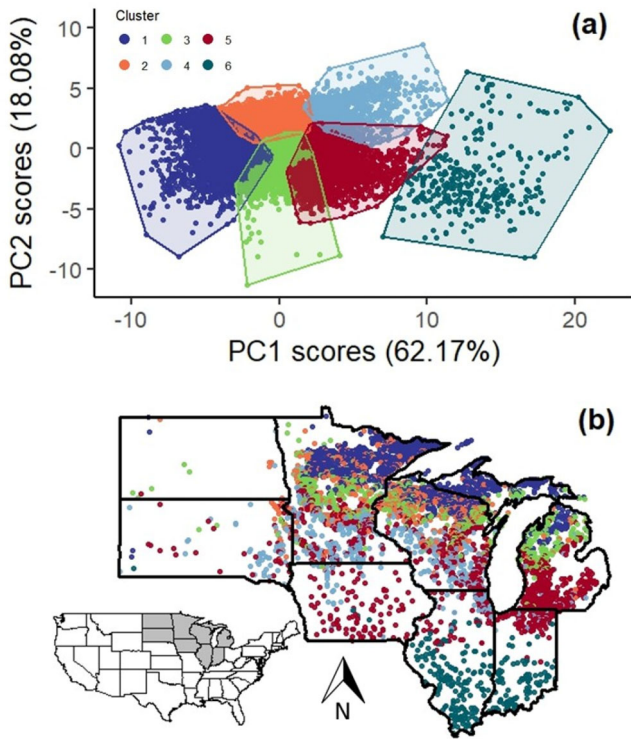 Cluster
1 3 5
2 4 6
(a)
10
5
0
-5
-10
PC2 scores (18.08%)
-10 0 10 20
PC1 scores (62.17%)
(b)
N